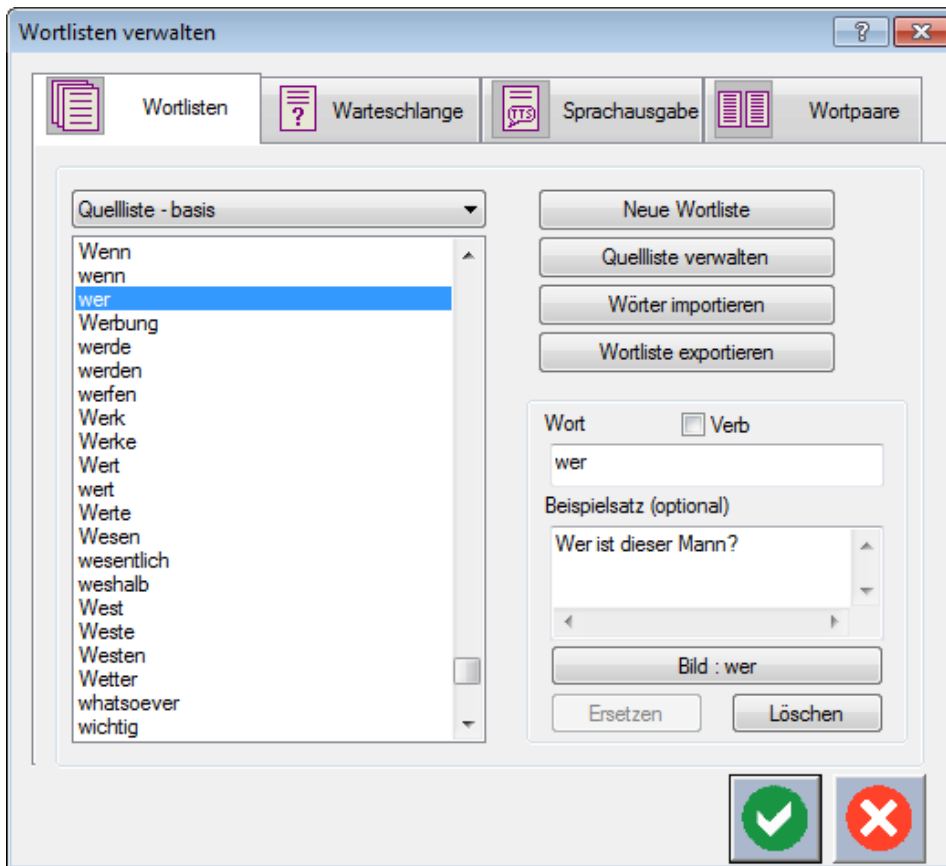 Wortlisten verwalten
Wortlisten
Warteschlange
TTS
Sprachausgabe
Wortpaare
Quellliste - basis
Wenn
wenn
wer
Werbung
werde
werden
werfen
Werk
Werke
Wert
wert
Werte
Wesen
wesentlich
weshalb
West
Weste
Westen
Wetter
whatsoever
wichtig
Neue Wortliste
Quellliste verwalten
Wörter importieren
Wortliste exportieren
Wort
Verb
wer
Beispielsatz (optional)
Wer ist dieser Mann?
Bild : wer
Ersetzen
Löschen